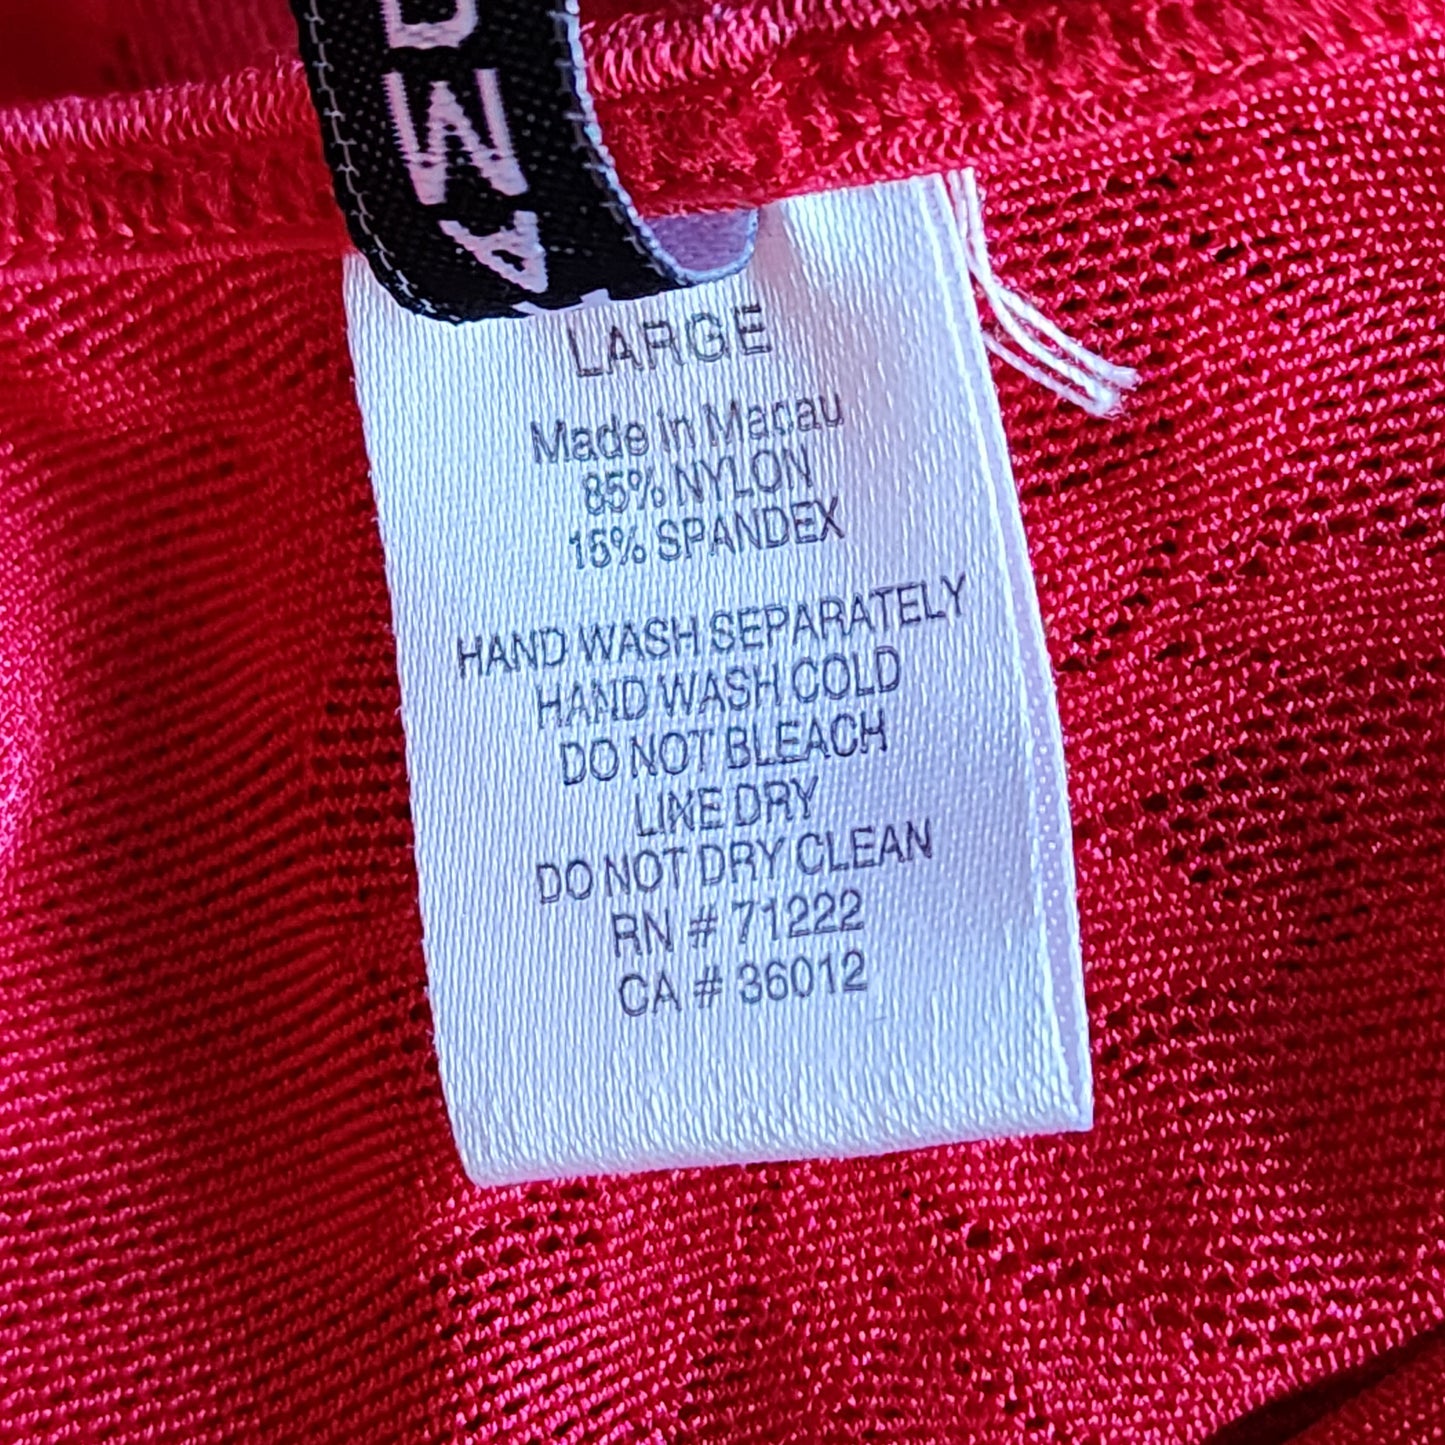 LARGE
Made in Macau
85% NYLON
15% SPANDEX
HAND WASH SEPARATELY
HAND WASH COLD
DO NOT BLEACH
LINE DRY
DO NOT DRY CLEAN
RN # 71222
CA # 36012